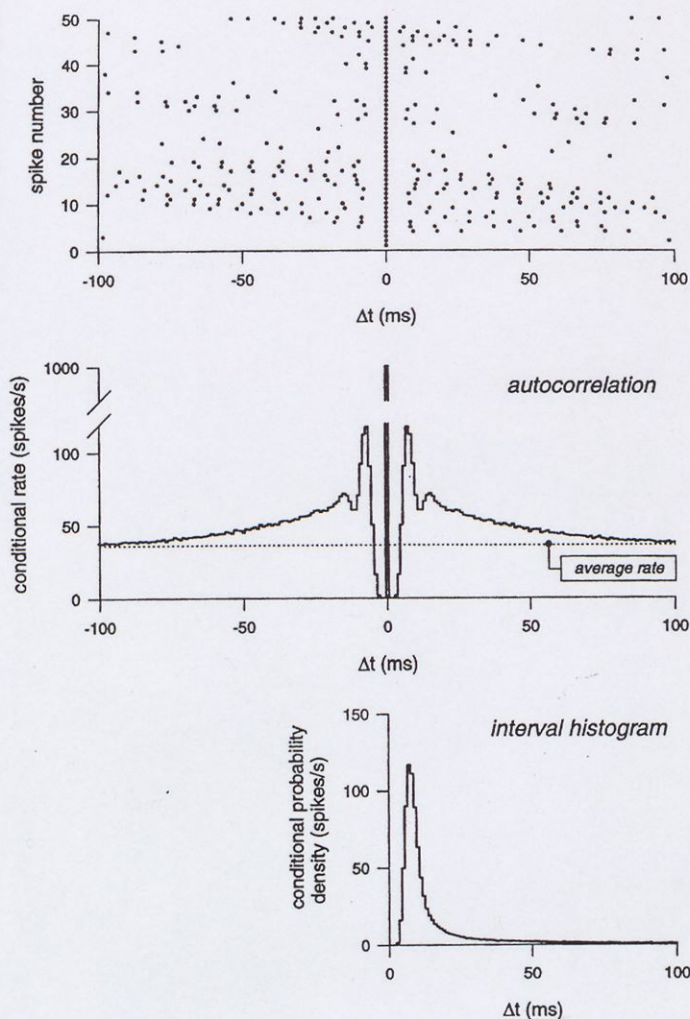 50
40
30
20
10
0
spike number
-100 -50 0 50 100
Δt (ms)
1000
100
50
0
conditional rate (spikes/s)
autocorrelation
average rate
-100 -50 0 50 100
Δt (ms)
150
100
50
0
conditional probability
density (spikes/s)
interval histogram
0 50 100
Δt (ms)